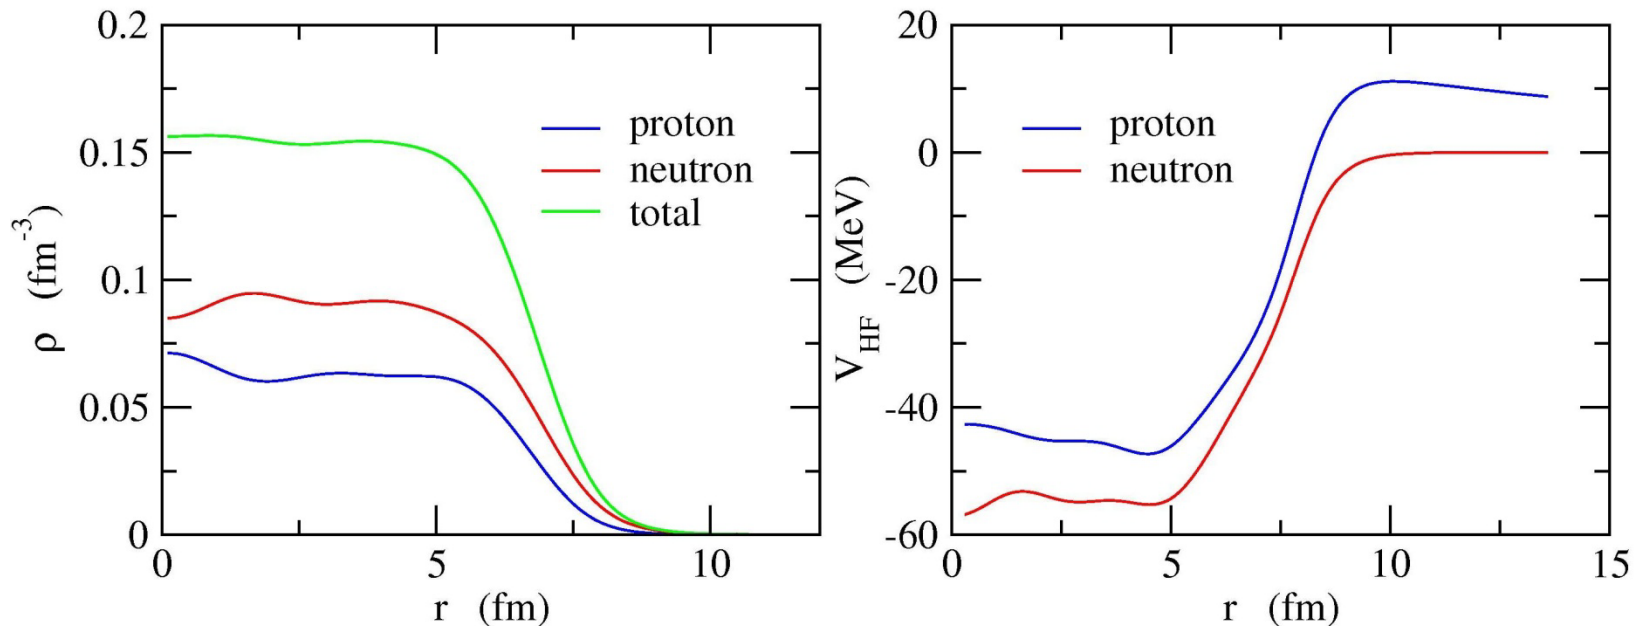 0.2
0.15
0.1
0.05
0
ρ (fm⁻³)
proton
neutron
total
0 5 10
r (fm)
20
0
-20
-40
-60
V_HF (MeV)
proton
neutron
0 5 10 15
r (fm)